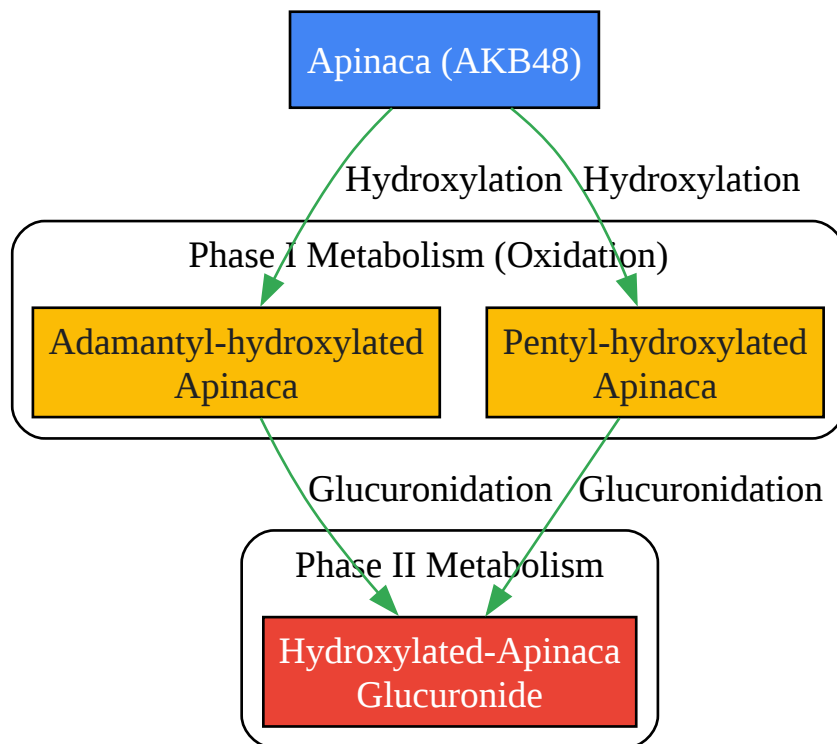 Apinaca (AKB48)
Hydroxylation
Hydroxylation
Phase I Metabolism (Oxidation)
Adamantyl-hydroxylated
Apinaca
Pentyl-hydroxylated
Apinaca
Glucuronidation
Glucuronidation
Phase II Metabolism
Hydroxylated-Apinaca
Glucuronide